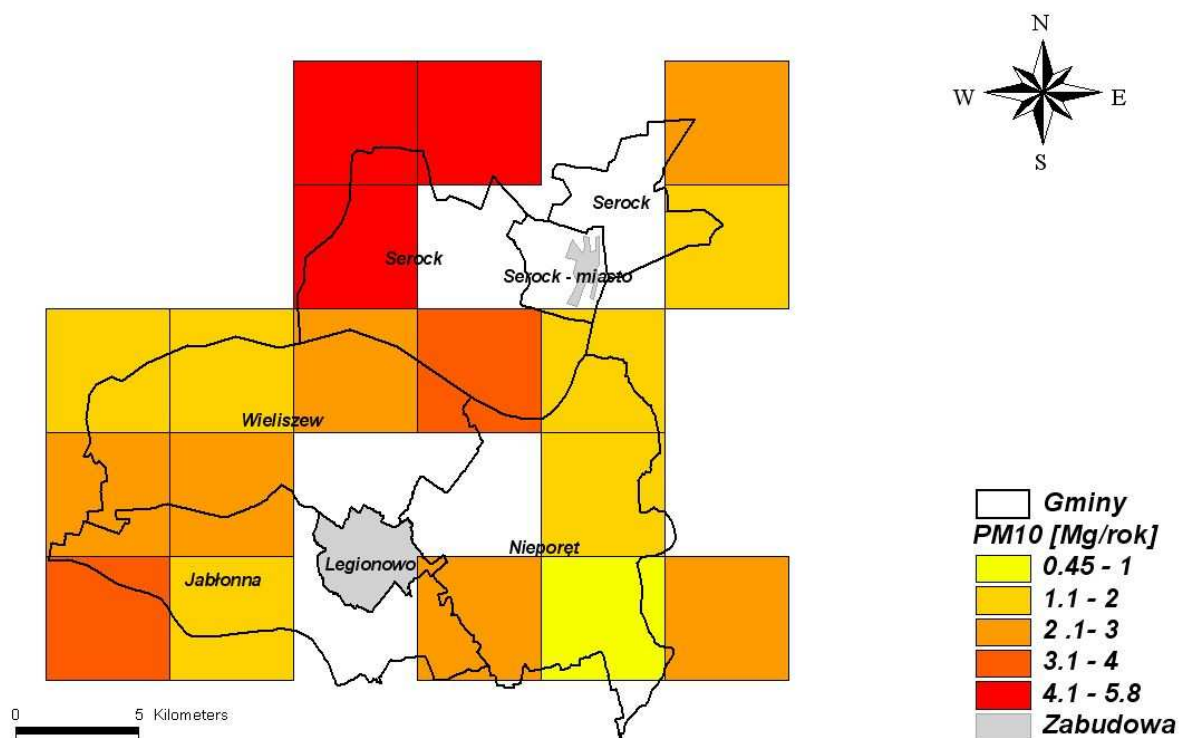 N
W E
S
Serock
Serock
Serock - miasto
Wieliszew
Nieporęt
Legionowo
Jabłonna
Gminy
PM10 [Mg/rok]
0.45 - 1
1.1 - 2
2 .1- 3
3.1 - 4
4.1 - 5.8
Zabudowa
0 5 Kilometers